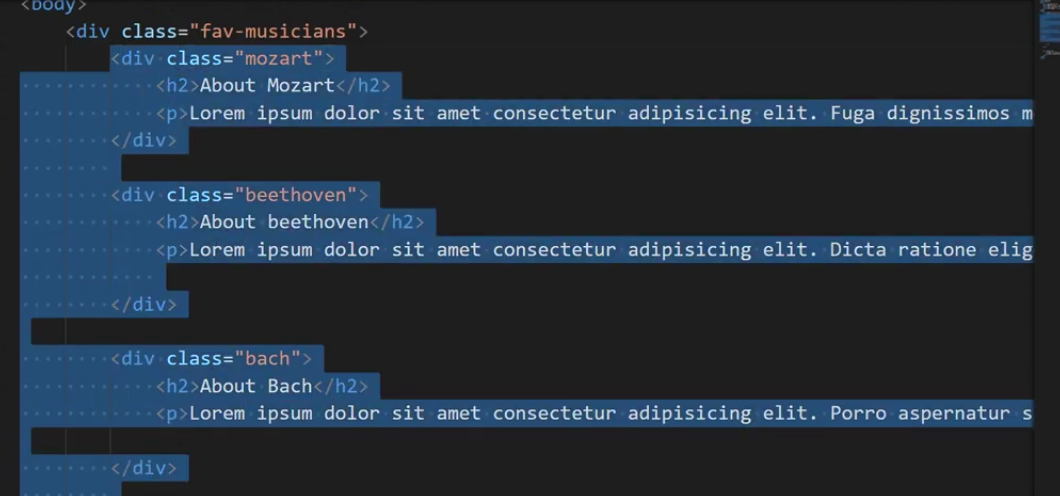 <body>
<div class="fav-musicians">
<div class="mozart">
<h2>About Mozart</h2>
<p>Lorem ipsum dolor sit amet consectetur adipisicing elit. Fuga dignissimos
</div>
<div class="beethoven">
<h2>About beethoven</h2>
<p>Lorem ipsum dolor sit amet consectetur adipisicing elit. Dicta ratione elig
</div>
<div class="bach">
<h2>About Bach</h2>
<p>Lorem ipsum dolor sit amet consectetur adipisicing elit. Porro aspernatur s
</div>